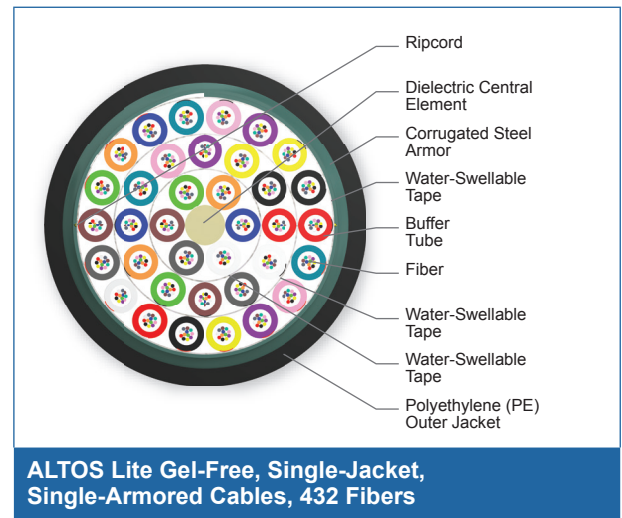 Ripcord
Dielectric Central
Element
Corrugated Steel
Armor
Water-Swellable
Tape
Buffer
Tube
Fiber
Water-Swellable
Tape
Water-Swellable
Tape
Polyethylene (PE)
Outer Jacket
ALTOS Lite Gel-Free, Single-Jacket,
Single-Armored Cables, 432 Fibers